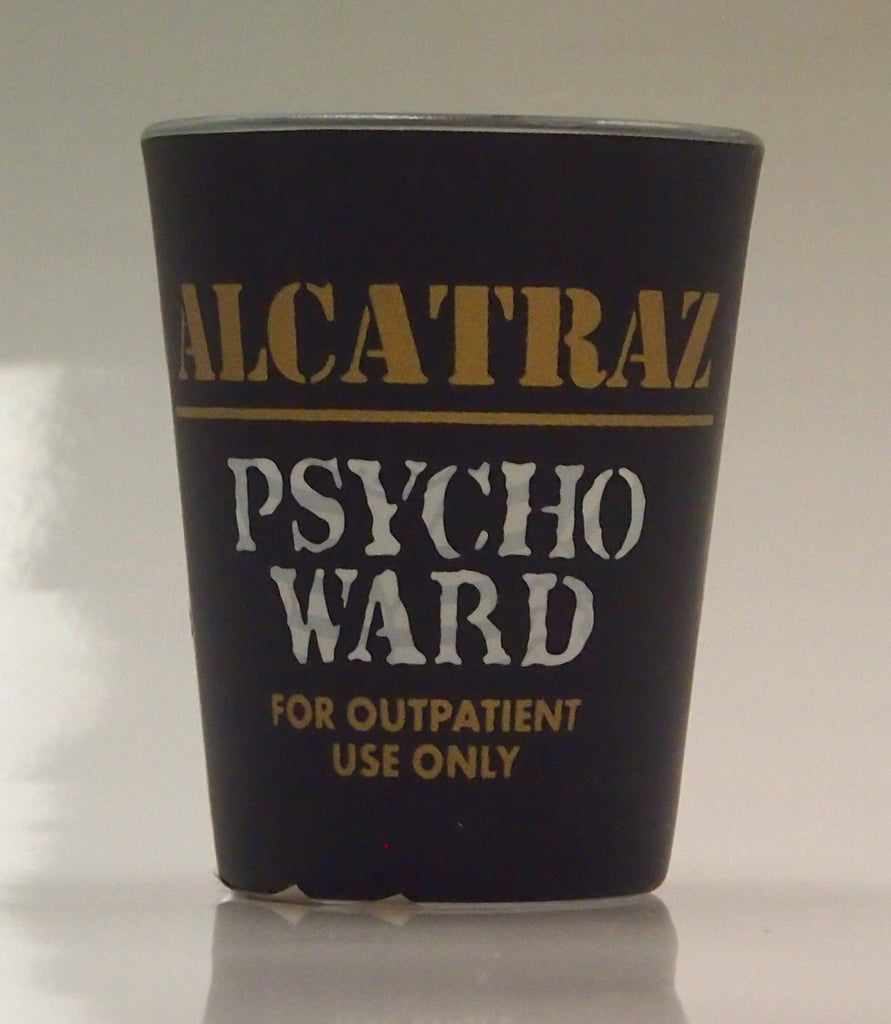 ALCATRAZ
PSYCHO
WARD
FOR OUTPATIENT
USE ONLY